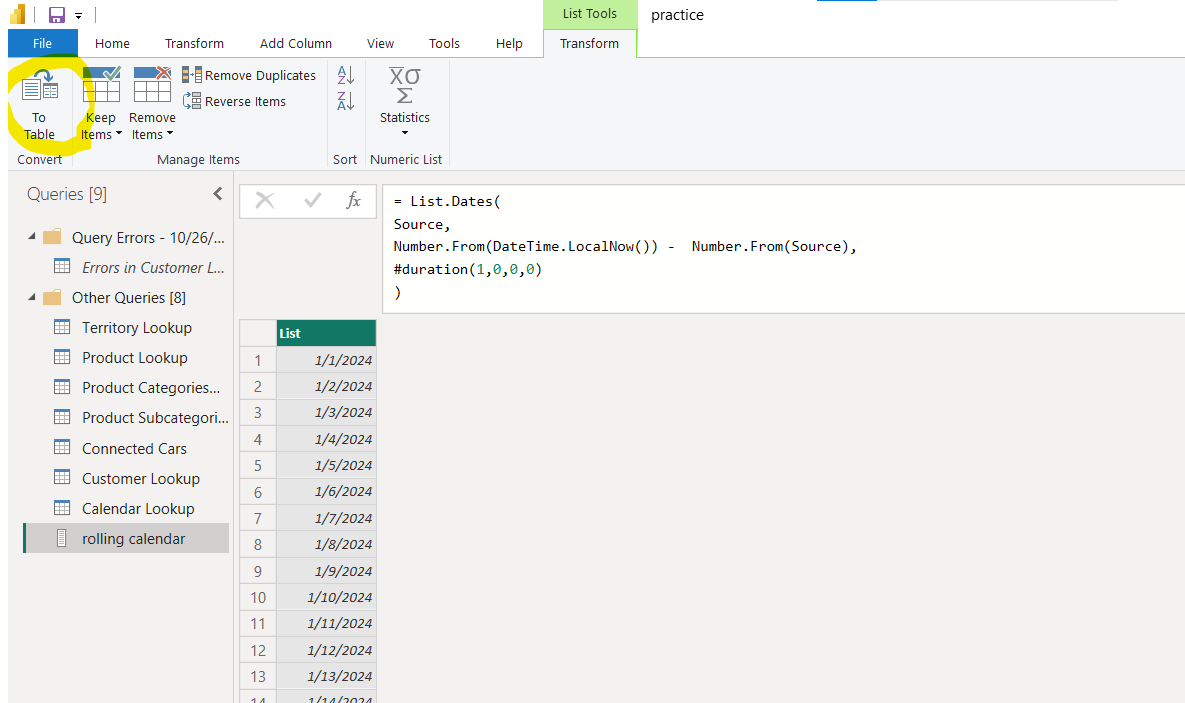 List Tools
practice
File
Home
Transform
Add Column
View
Tools
Help
Transform
To
Table
Keep
Items
Remove
Items
Remove Duplicates
Reverse Items
Statistics
Convert
Manage Items
Sort
Numeric List
Queries [9]
Query Errors - 10/26/...
Errors in Customer L...
Other Queries [8]
Territory Lookup
Product Lookup
Product Categories...
Product Subcategori...
Connected Cars
Customer Lookup
Calendar Lookup
rolling calendar
fx
= List.Dates(
Source,
Number.From(DateTime.LocalNow()) -  Number.From(Source),
#duration(1,0,0,0)
)
List
1 1/1/2024
2 1/2/2024
3 1/3/2024
4 1/4/2024
5 1/5/2024
6 1/6/2024
7 1/7/2024
8 1/8/2024
9 1/9/2024
10 1/10/2024
11 1/11/2024
12 1/12/2024
13 1/13/2024
14 1/14/2024